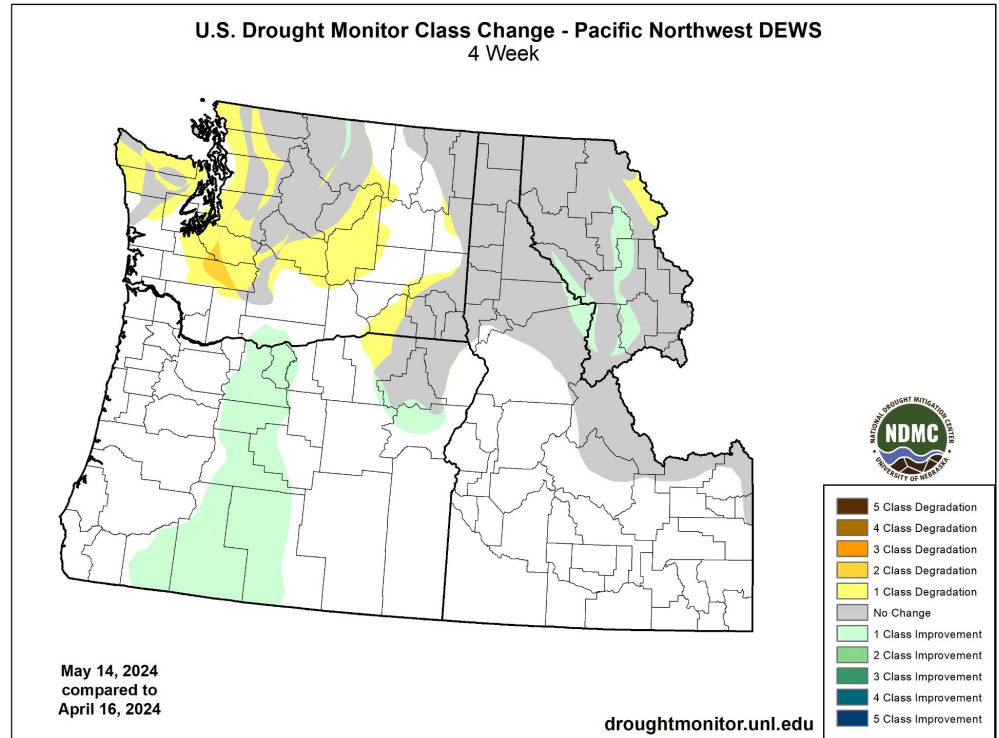 U.S. Drought Monitor Class Change - Pacific Northwest DEWS
4 Week
NATIONAL DROUGHT MITIGATION CENTER
NDMC
UNIVERSITY OF NEBRASKA
5 Class Degradation
4 Class Degradation
3 Class Degradation
2 Class Degradation
1 Class Degradation
No Change
1 Class Improvement
2 Class Improvement
3 Class Improvement
4 Class Improvement
5 Class Improvement
May 14, 2024
compared to
April 16, 2024
droughtmonitor.unl.edu